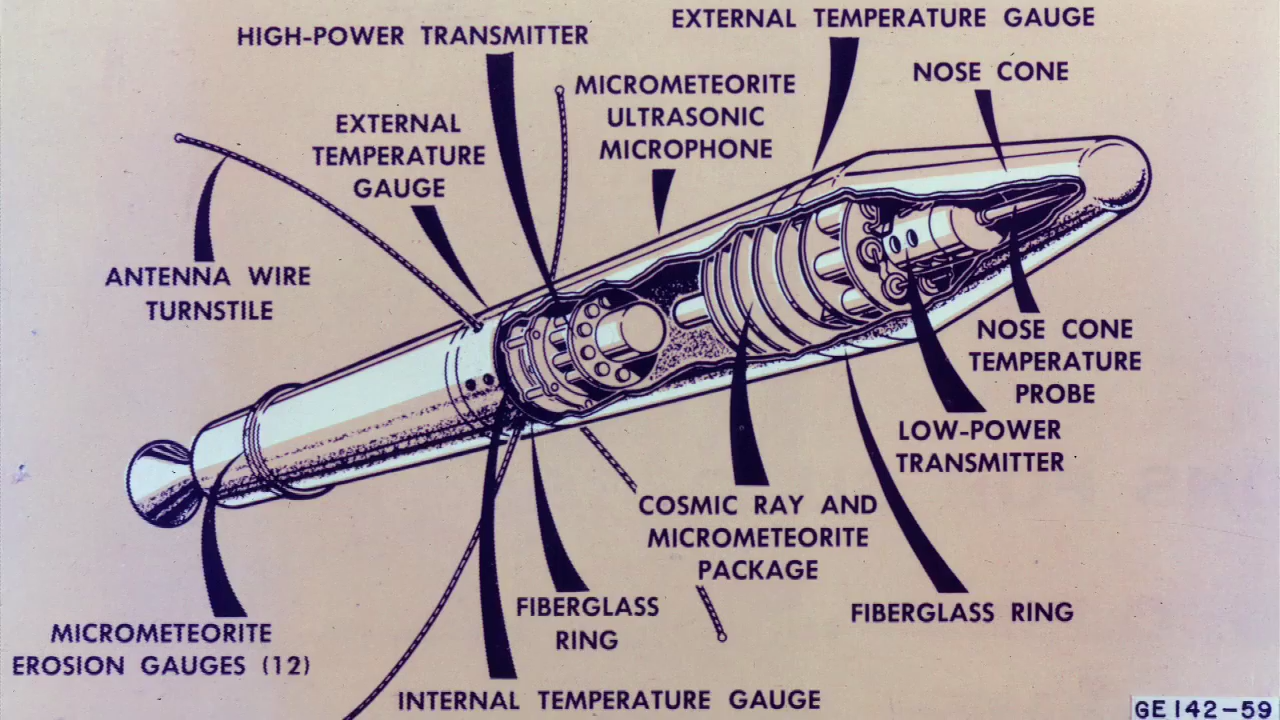 EXTERNAL TEMPERATURE GAUGE
HIGH-POWER TRANSMITTER
NOSE CONE
MICROMETEORITE
ULTRASONIC
MICROPHONE
EXTERNAL
TEMPERATURE
GAUGE
ANTENNA WIRE
TURNSTILE
NOSE CONE
TEMPERATURE
PROBE
LOW-POWER
TRANSMITTER
COSMIC RAY AND
MICROMETEORITE
PACKAGE
FIBERGLASS
RING
FIBERGLASS RING
MICROMETEORITE
EROSION GAUGES (12)
INTERNAL TEMPERATURE GAUGE
GE 142-59